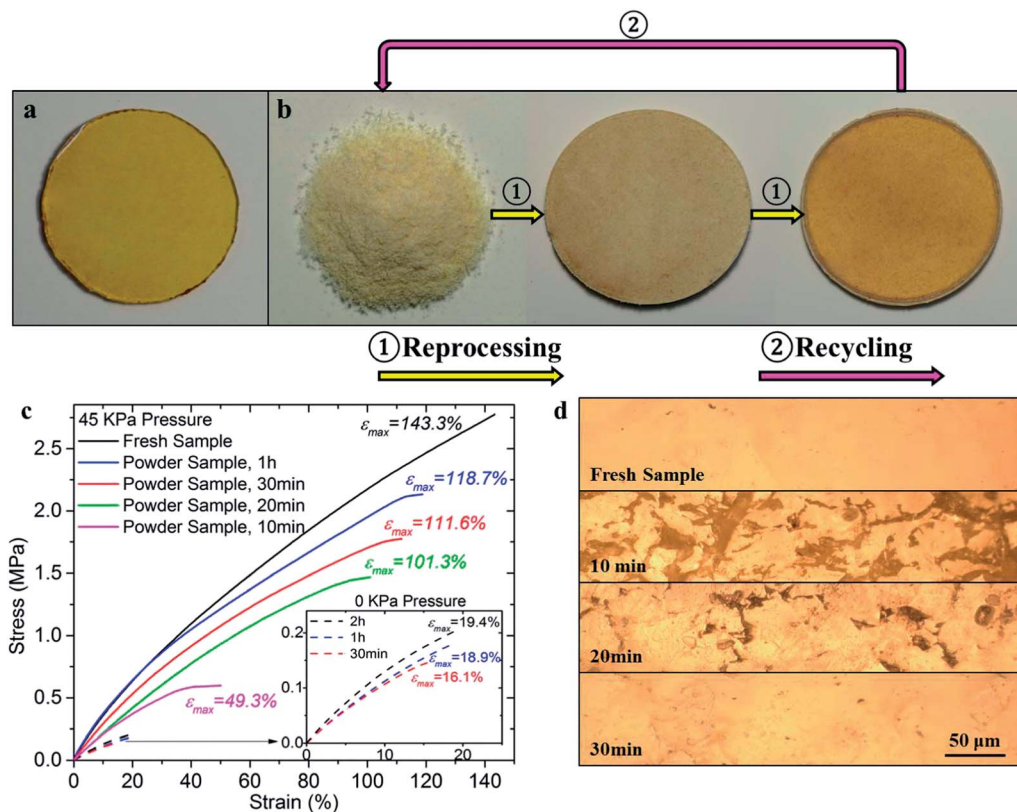 ②
a
b
①
①
① Reprocessing
② Recycling
c
45 KPa Pressure
Fresh Sample
Powder Sample, 1h
Powder Sample, 30min
Powder Sample, 20min
Powder Sample, 10min
εmax=143.3%
εmax=118.7%
εmax=111.6%
εmax=101.3%
εmax=49.3%
0 KPa Pressure
2h
1h
30min
εmax=19.4%
εmax=18.9%
εmax=16.1%
0.2
0.1
0.0
0 10 20
2.5
2.0
1.5
1.0
0.5
0.0
0 20 40 60 80 100 120 140
Stress (MPa)
Strain (%)
d
Fresh Sample
10 min
20min
30min
50 µm